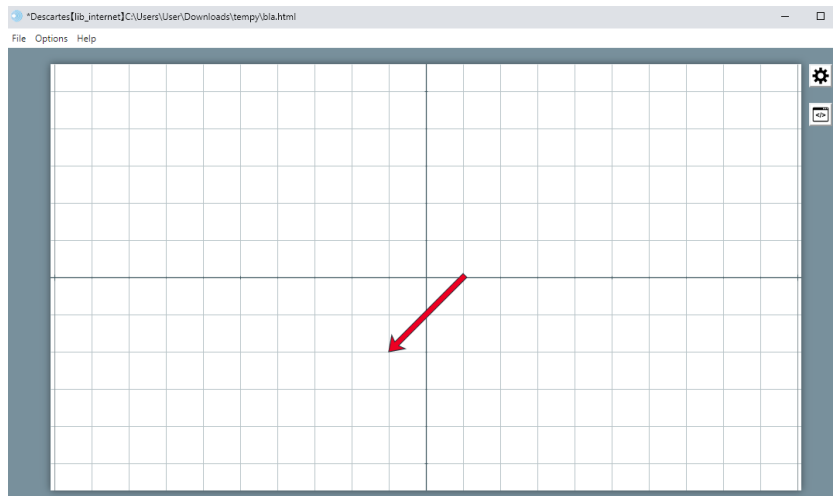 *Descartes【lib_internet】C:\Users\User\Downloads\tempy\bla.html
File Options Help
</>